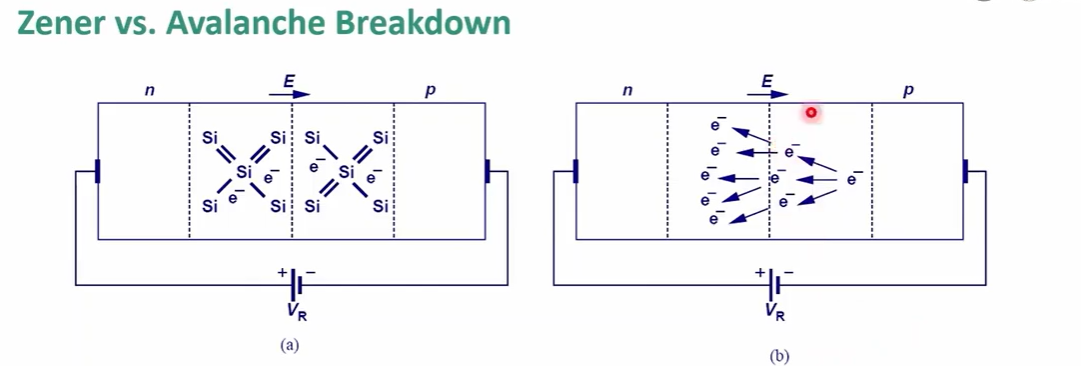 Zener vs. Avalanche Breakdown
n E p
Si Si Si Si
e⁻
Si e⁻ Si e⁻
e⁻
Si Si Si Si
+ −
V_R
(a)
n E p
e⁻
e⁻ e⁻
e⁻ e⁻ e⁻
e⁻ e⁻
e⁻
+ −
V_R
(b)